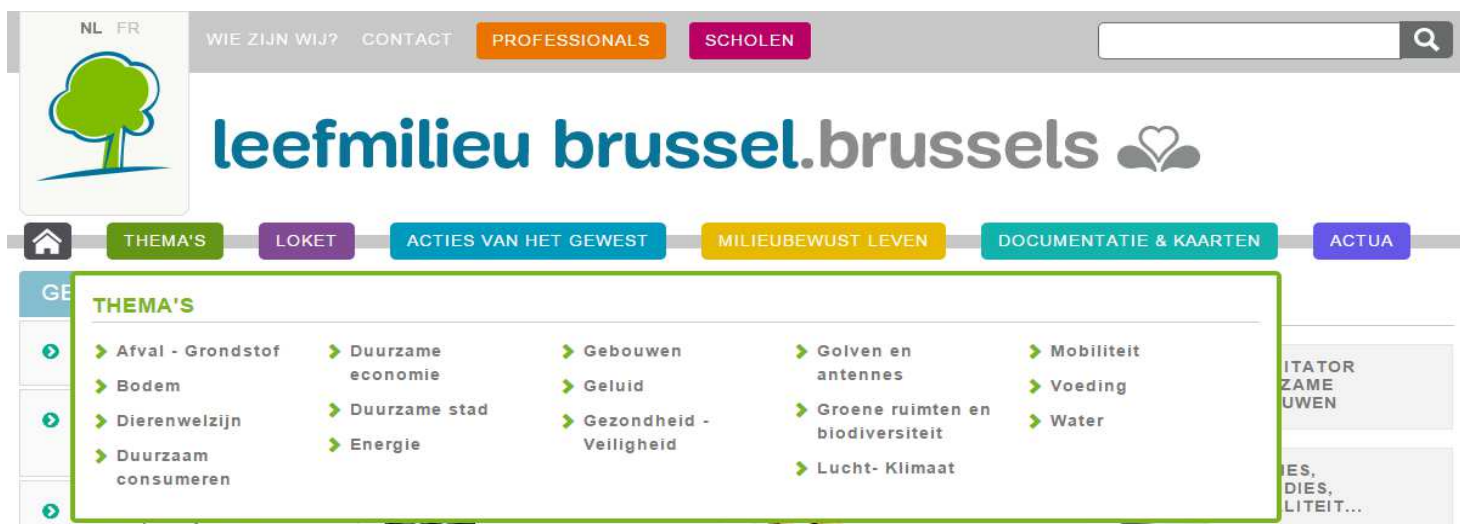 NL FR
WIE ZIJN WIJ? CONTACT PROFESSIONALS SCHOLEN
leefmilieu brussel.brussels
THEMA'S LOKET ACTIES VAN HET GEWEST MILIEUBEWUST LEVEN DOCUMENTATIE & KAARTEN ACTUA
THEMA'S
Afval - Grondstof
Bodem
Dierenwelzijn
Duurzaam
consumeren
Duurzame
economie
Duurzame stad
Energie
Gebouwen
Geluid
Gezondheid -
Veiligheid
Golven en
antennes
Groene ruimten en
biodiversiteit
Lucht- Klimaat
Mobiliteit
Voeding
Water